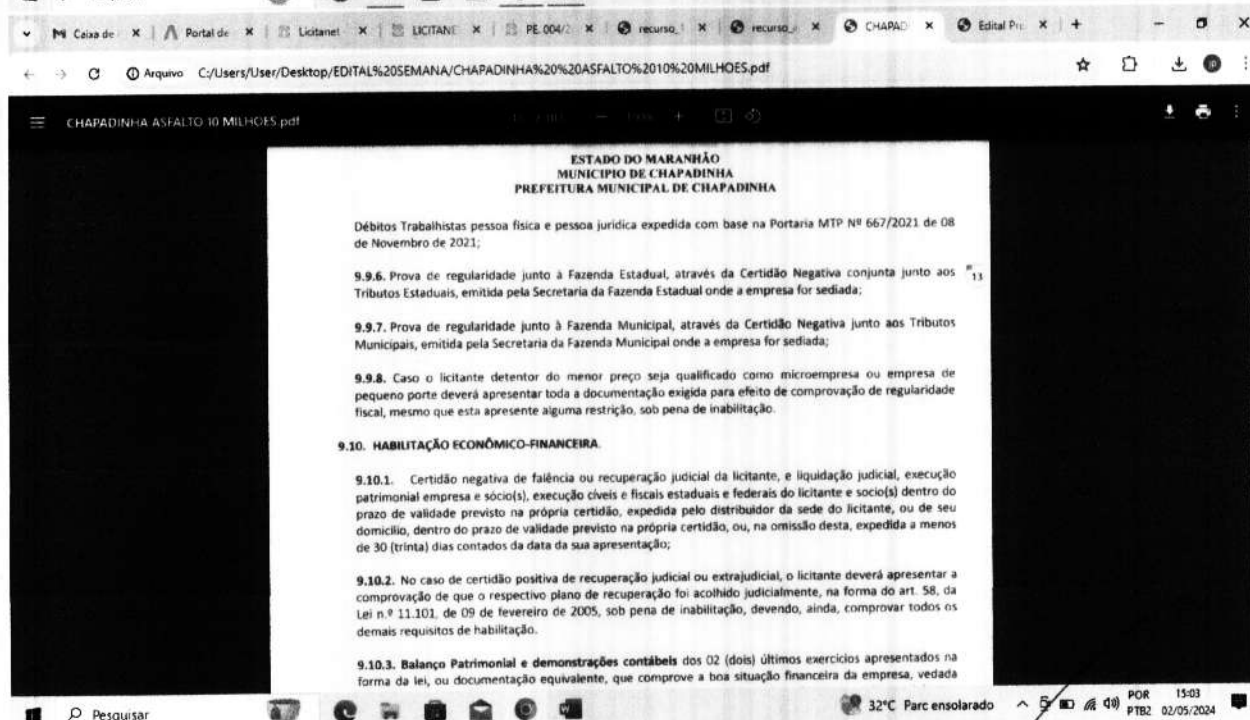 Caixa de
Portal de
Licitanet
LICITANE
PE.004/2
recurso_
recurso_
CHAPAD
Edital Pre
Arquivo C:/Users/User/Desktop/EDITAL%20SEMANA/CHAPADINHA%20%20ASFALTO%2010%20MILHOES.pdf
CHAPADINHA ASFALTO 10 MILHOES.pdf
ESTADO DO MARANHÃO
MUNICIPIO DE CHAPADINHA
PREFEITURA MUNICIPAL DE CHAPADINHA
Débitos Trabalhistas pessoa física e pessoa jurídica expedida com base na Portaria MTP Nº 667/2021 de 08
de Novembro de 2021;
9.9.6. Prova de regularidade junto à Fazenda Estadual, através da Certidão Negativa conjunta junto aos
13
Tributos Estaduais, emitida pela Secretaria da Fazenda Estadual onde a empresa for sediada;
9.9.7. Prova de regularidade junto à Fazenda Municipal, através da Certidão Negativa junto aos Tributos
Municipais, emitida pela Secretaria da Fazenda Municipal onde a empresa for sediada;
9.9.8. Caso o licitante detentor do menor preço seja qualificado como microempresa ou empresa de
pequeno porte deverá apresentar toda a documentação exigida para efeito de comprovação de regularidade
fiscal, mesmo que esta apresente alguma restrição, sob pena de inabilitação.
9.10. HABILITAÇÃO ECONÔMICO-FINANCEIRA.
9.10.1. Certidão negativa de falência ou recuperação judicial da licitante, e liquidação judicial, execução
patrimonial empresa e sócio(s), execução cíveis e fiscais estaduais e federais do licitante e socio(s) dentro do
prazo de validade previsto na própria certidão, expedida pelo distribuidor da sede do licitante, ou de seu
domicílio, dentro do prazo de validade previsto na própria certidão, ou, na omissão desta, expedida a menos
de 30 (trinta) dias contados da data da sua apresentação;
9.10.2. No caso de certidão positiva de recuperação judicial ou extrajudicial, o licitante deverá apresentar a
comprovação de que o respectivo plano de recuperação foi acolhido judicialmente, na forma do art. 58, da
Lei n.º 11.101, de 09 de fevereiro de 2005, sob pena de inabilitação, devendo, ainda, comprovar todos os
demais requisitos de habilitação.
9.10.3. Balanço Patrimonial e demonstrações contábeis dos 02 (dois) últimos exercícios apresentados na
forma da lei, ou documentação equivalente, que comprove a boa situação financeira da empresa, vedada
Pesquisar
32°C Parc ensolarado
POR
PTB2
15:03
02/05/2024